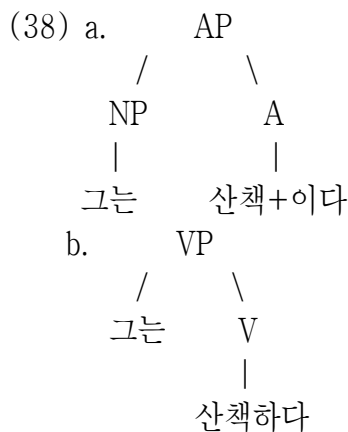 (38) a. AP
/ \
NP A
| |
그는 산책+이다
b. VP
/ \
그는 V
|
산책하다